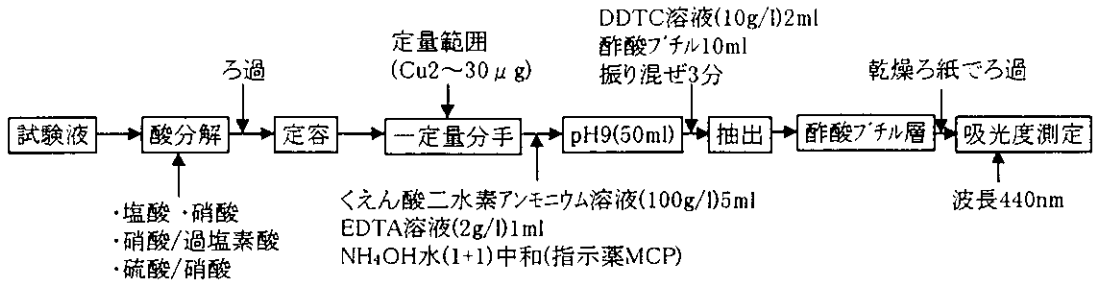 DDTC溶液(10g/l)2ml
酢酸ブチル10ml
振り混ぜ3分
定量範囲
(Cu2～30μg)
ろ過
乾燥ろ紙でろ過
試験液
酸分解
定容
一定量分手
pH9(50ml)
抽出
酢酸ブチル層
吸光度測定
・塩酸 ・硝酸
・硝酸/過塩素酸
・硫酸/硝酸
くえん酸二水素アンモニウム溶液(100g/l)5ml
EDTA溶液(2g/l)1ml
NH₄OH水(1+1)中和(指示薬MCP)
波長440nm